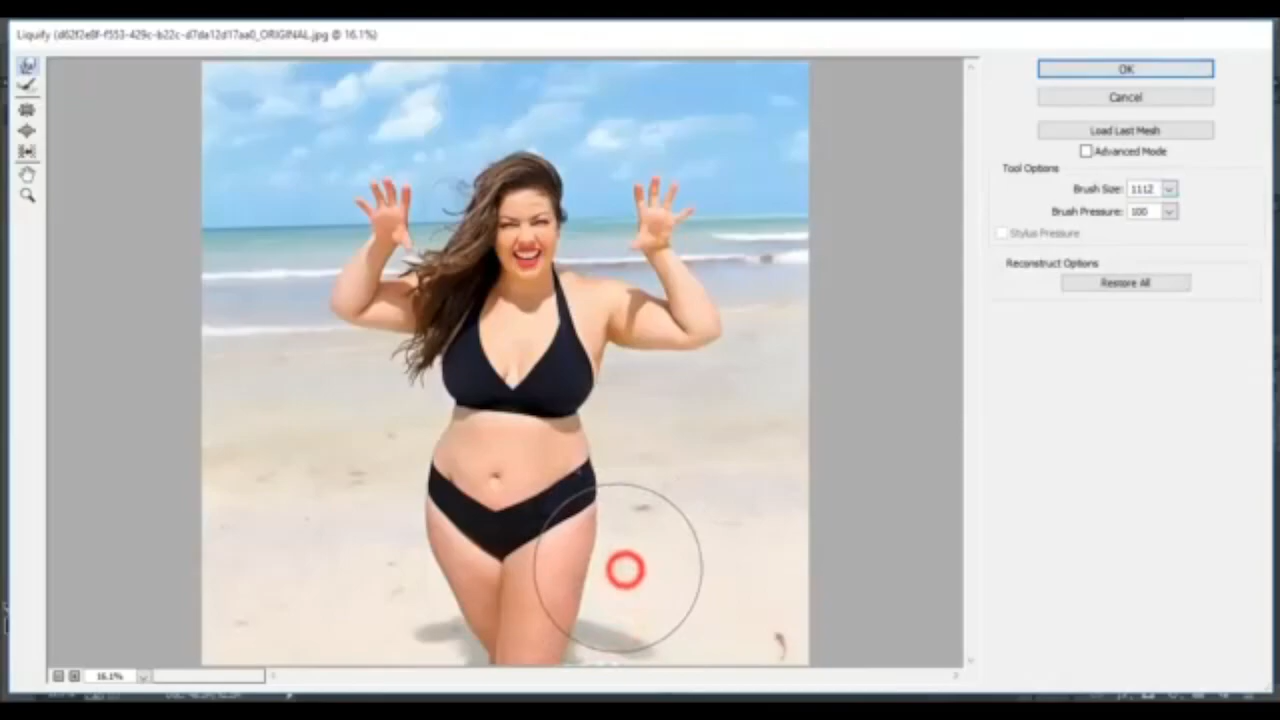 Liquify (d62f2e8f-f553-429c-b22c-d7da12d17aa0_ORIGINAL.jpg @ 16.1%)
OK
Cancel
Load Last Mesh
Advanced Mode
Tool Options
Brush Size: 1112
Brush Pressure: 100
Stylus Pressure
Reconstruct Options
Restore All
16.1%